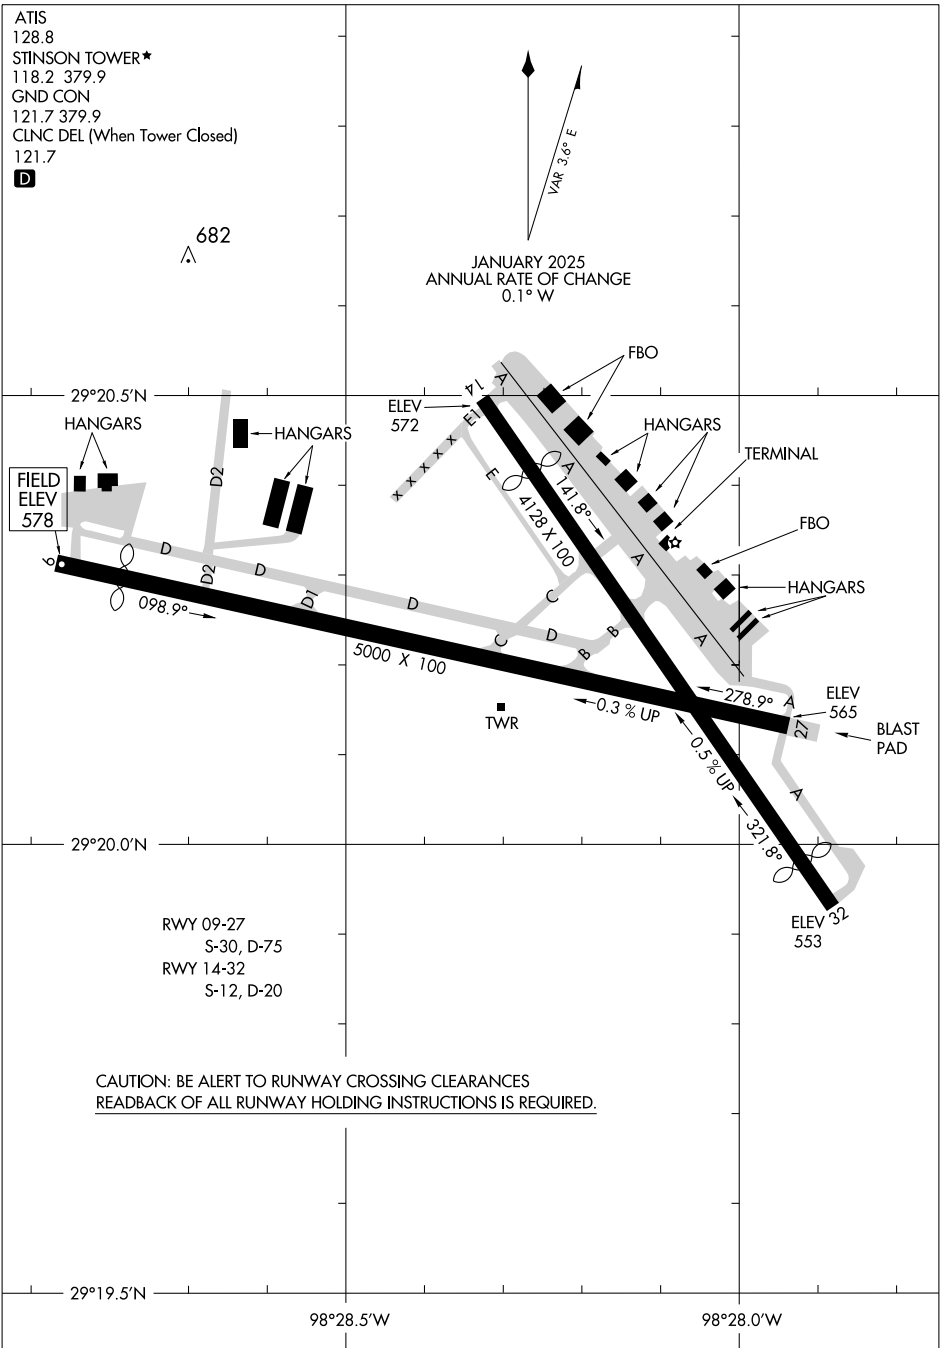 ATIS
128.8
STINSON TOWER★
118.2 379.9
GND CON
121.7 379.9
CLNC DEL (When Tower Closed)
121.7
D
682
VAR 3.6° E
JANUARY 2025
ANNUAL RATE OF CHANGE
0.1° W
FBO
29°20.5'N
14
A
ELEV
572
HANGARS
HANGARS
E1
HANGARS
TERMINAL
FIELD
ELEV
578
D2
X X X X X
E
A
141.8°
4128 X 100
FBO
9
D
D2
D
A
HANGARS
098.9°
D1
D
C
C
D
B
B
A
5000 X 100
278.9°
A
ELEV
565
0.3 % UP
27
BLAST
PAD
TWR
0.5 % UP
A
321.8°
29°20.0'N
32
ELEV
553
RWY 09-27
S-30, D-75
RWY 14-32
S-12, D-20
CAUTION: BE ALERT TO RUNWAY CROSSING CLEARANCES
READBACK OF ALL RUNWAY HOLDING INSTRUCTIONS IS REQUIRED.
29°19.5'N
98°28.5'W
98°28.0'W